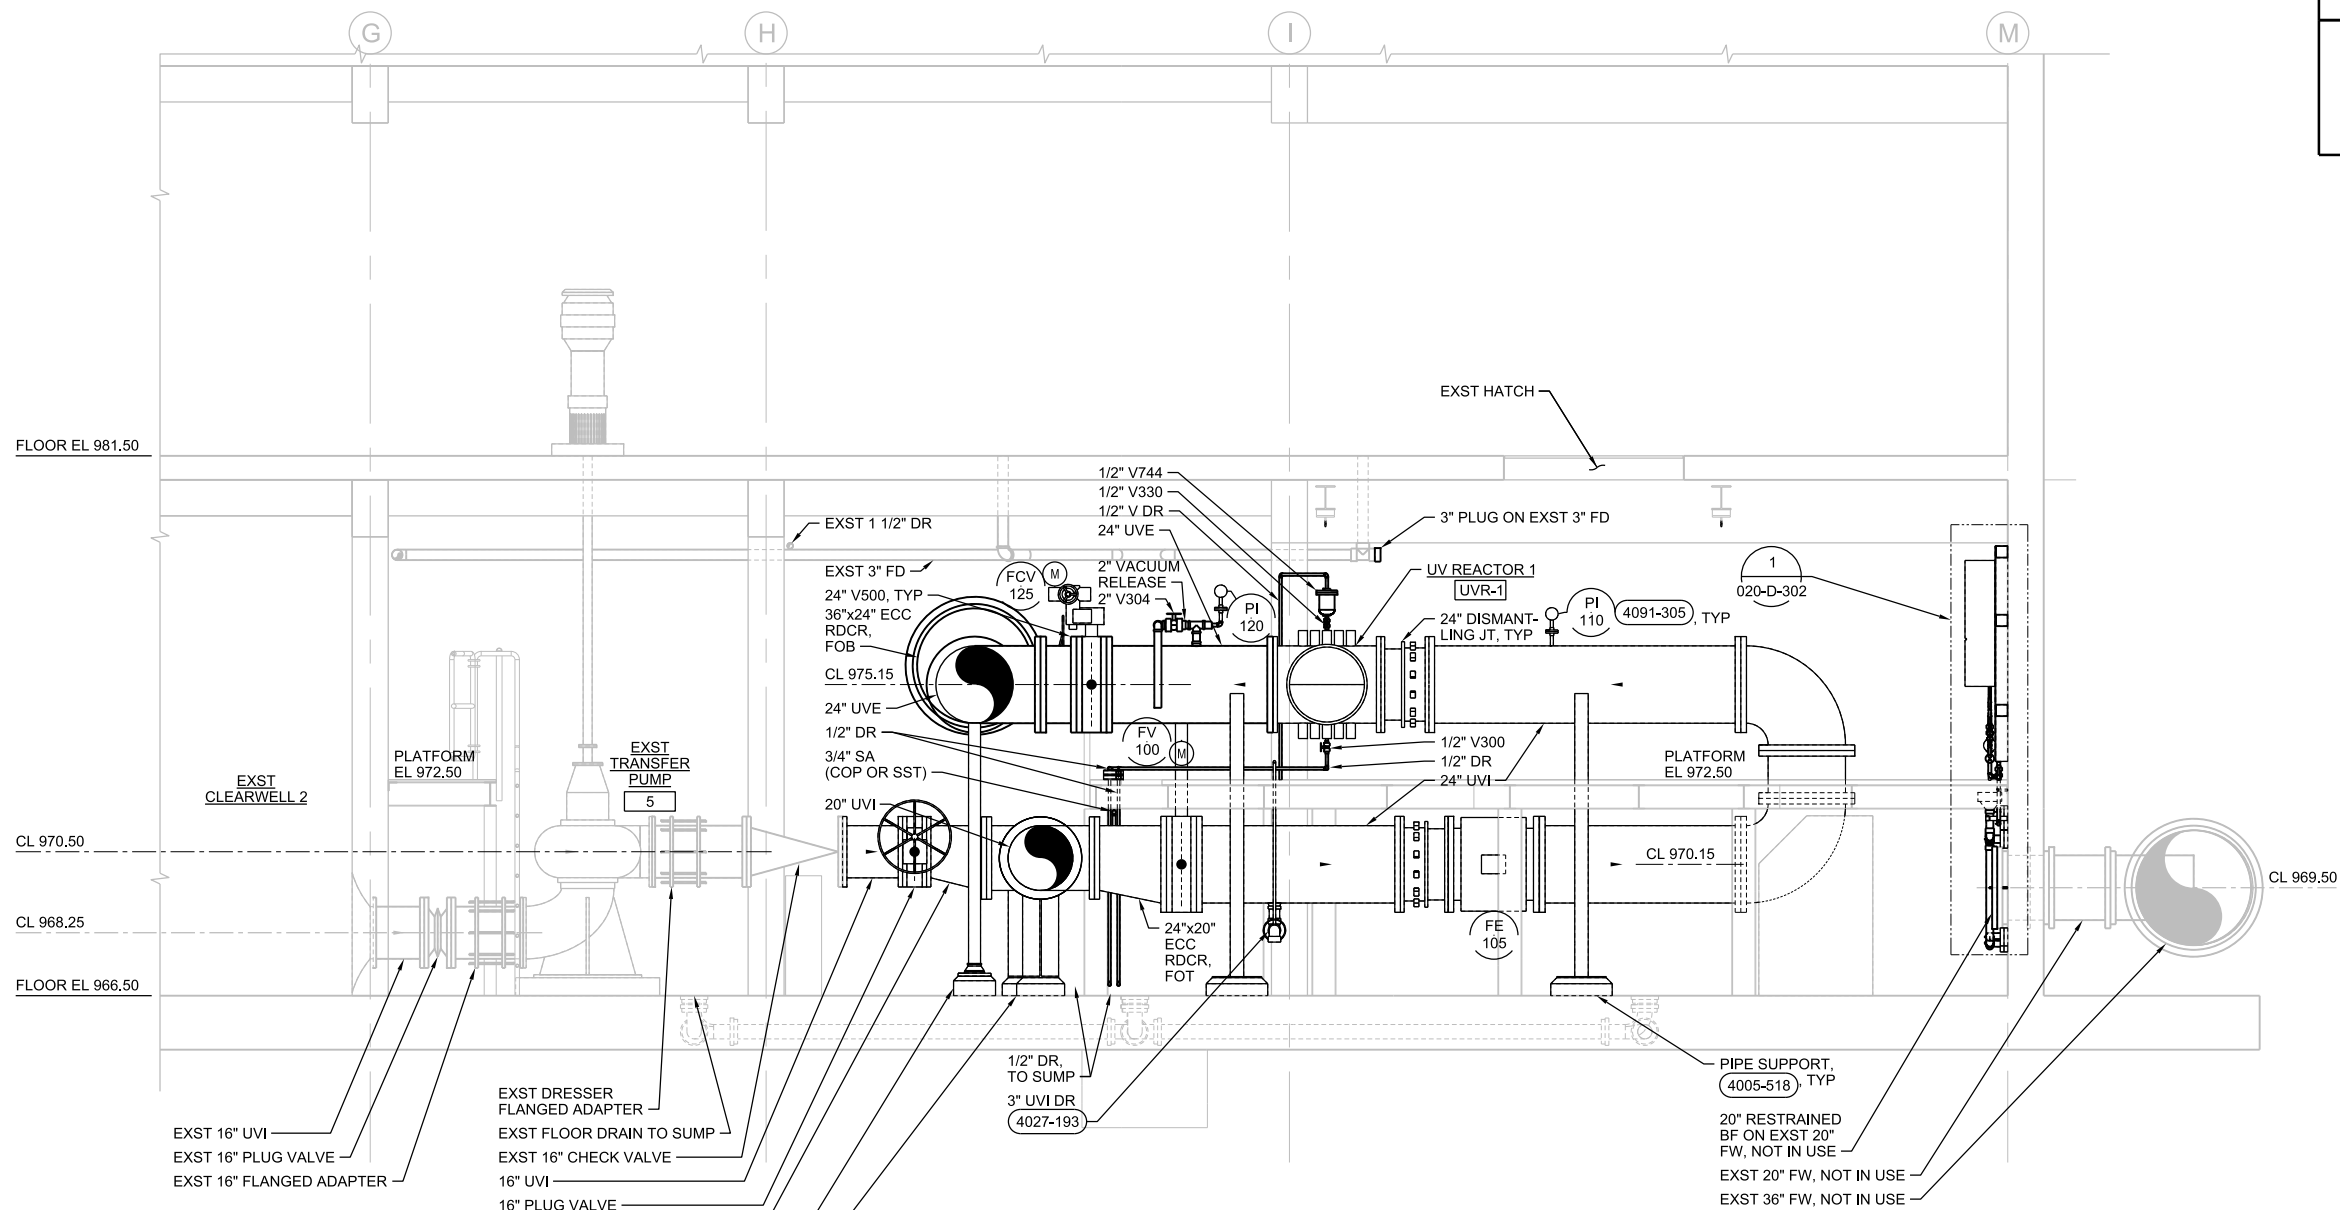 G
H
I
M
EXST HATCH
FLOOR EL 981.50
1/2" V744
1/2" V330
1/2" V DR
24" UVE
EXST 1 1/2" DR
3" PLUG ON EXST 3" FD
EXST 3" FD
FCV
125
M
2" VACUUM
RELEASE
2" V304
24" V500, TYP
36"x24" ECC
RDCR,
FOB
PI
120
UV REACTOR 1
UVR-1
24" DISMANT-
LING JT, TYP
PI
110
4091-305
, TYP
1
020-D-302
CL 975.15
24" UVE
1/2" DR
3/4" SA
(COP OR SST)
20" UVI
FV
100
M
1/2" V300
1/2" DR
24" UVI
PLATFORM
EL 972.50
PLATFORM
EL 972.50
EXST
CLEARWELL 2
EXST
TRANSFER
PUMP
5
CL 970.50
CL 970.15
CL 969.50
CL 968.25
24"x20"
ECC
RDCR,
FOT
FE
105
FLOOR EL 966.50
1/2" DR,
TO SUMP
3" UVI DR
4027-193
PIPE SUPPORT,
4005-518
, TYP
EXST DRESSER
FLANGED ADAPTER
EXST FLOOR DRAIN TO SUMP
EXST 16" CHECK VALVE
16" UVI
16" PLUG VALVE
EXST 16" UVI
EXST 16" PLUG VALVE
EXST 16" FLANGED ADAPTER
20" RESTRAINED
BF ON EXST 20"
FW, NOT IN USE
EXST 20" FW, NOT IN USE
EXST 36" FW, NOT IN USE